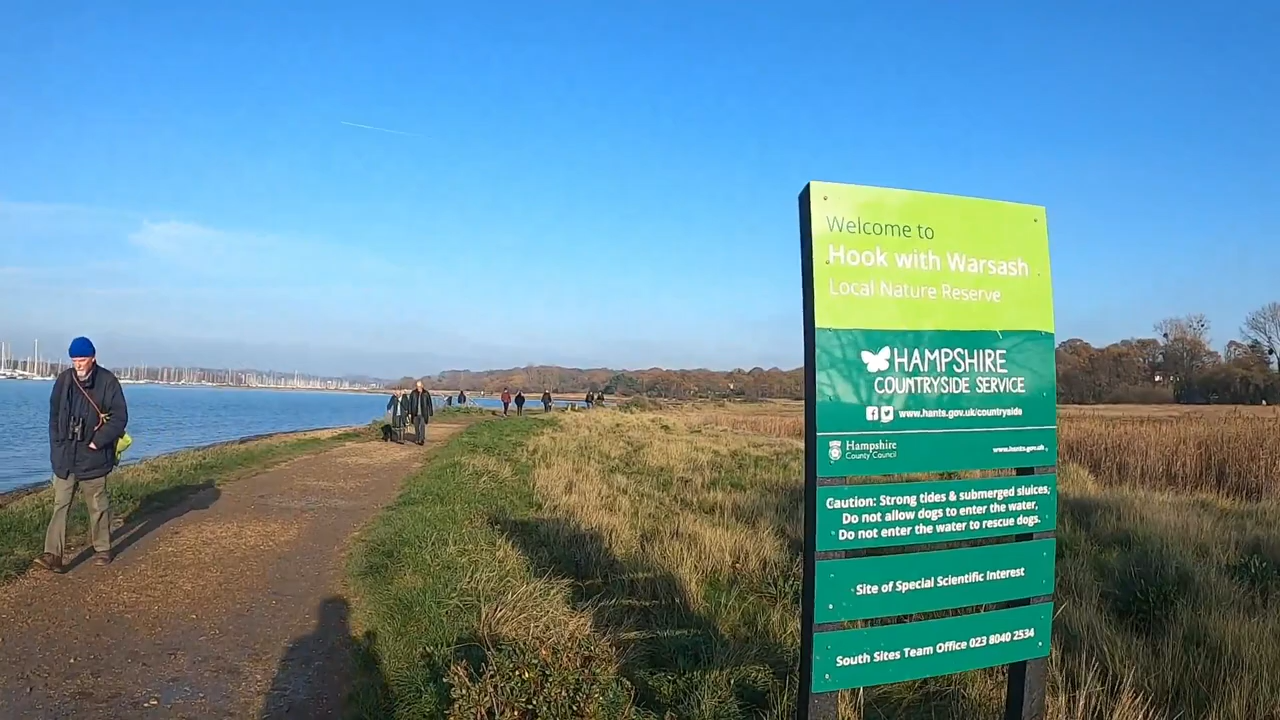 Welcome to
Hook with Warsash
Local Nature Reserve
HAMPSHIRE
COUNTRYSIDE SERVICE
www.hants.gov.uk/countryside
Hampshire
County Council
www.hants.gov.uk
Caution: Strong tides & submerged sluices,
Do not allow dogs to enter the water,
Do not enter the water to rescue dogs.
Site of Special Scientific Interest
South Sites Team Office 023 8040 2534